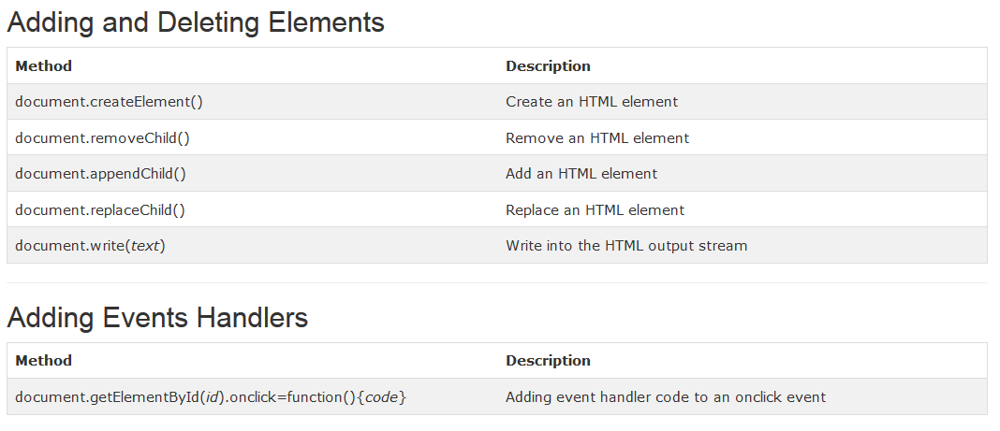 Adding and Deleting Elements
Method Description
document.createElement() Create an HTML element
document.removeChild() Remove an HTML element
document.appendChild() Add an HTML element
document.replaceChild() Replace an HTML element
document.write(text) Write into the HTML output stream
Adding Events Handlers
Method Description
document.getElementById(id).onclick=function(){code} Adding event handler code to an onclick event